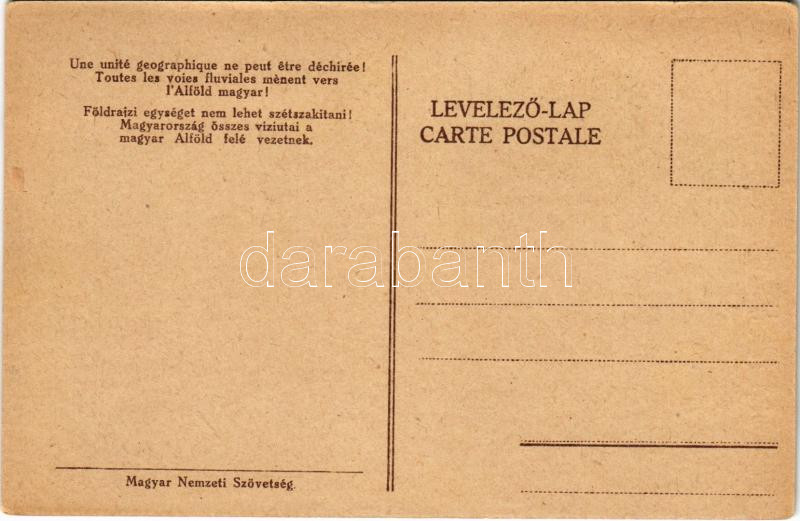 Une unité geographique ne peut être déchirée!
Toutes les voies fluviales mènent vers
l'Alföld magyar!
Földrajzi egységet nem lehet szétszakitani!
Magyarország összes viziutai a
magyar Alföld felé vezetnek.
Magyar Nemzeti Szövetség.
LEVELEZŐ-LAP
CARTE POSTALE
darabanth